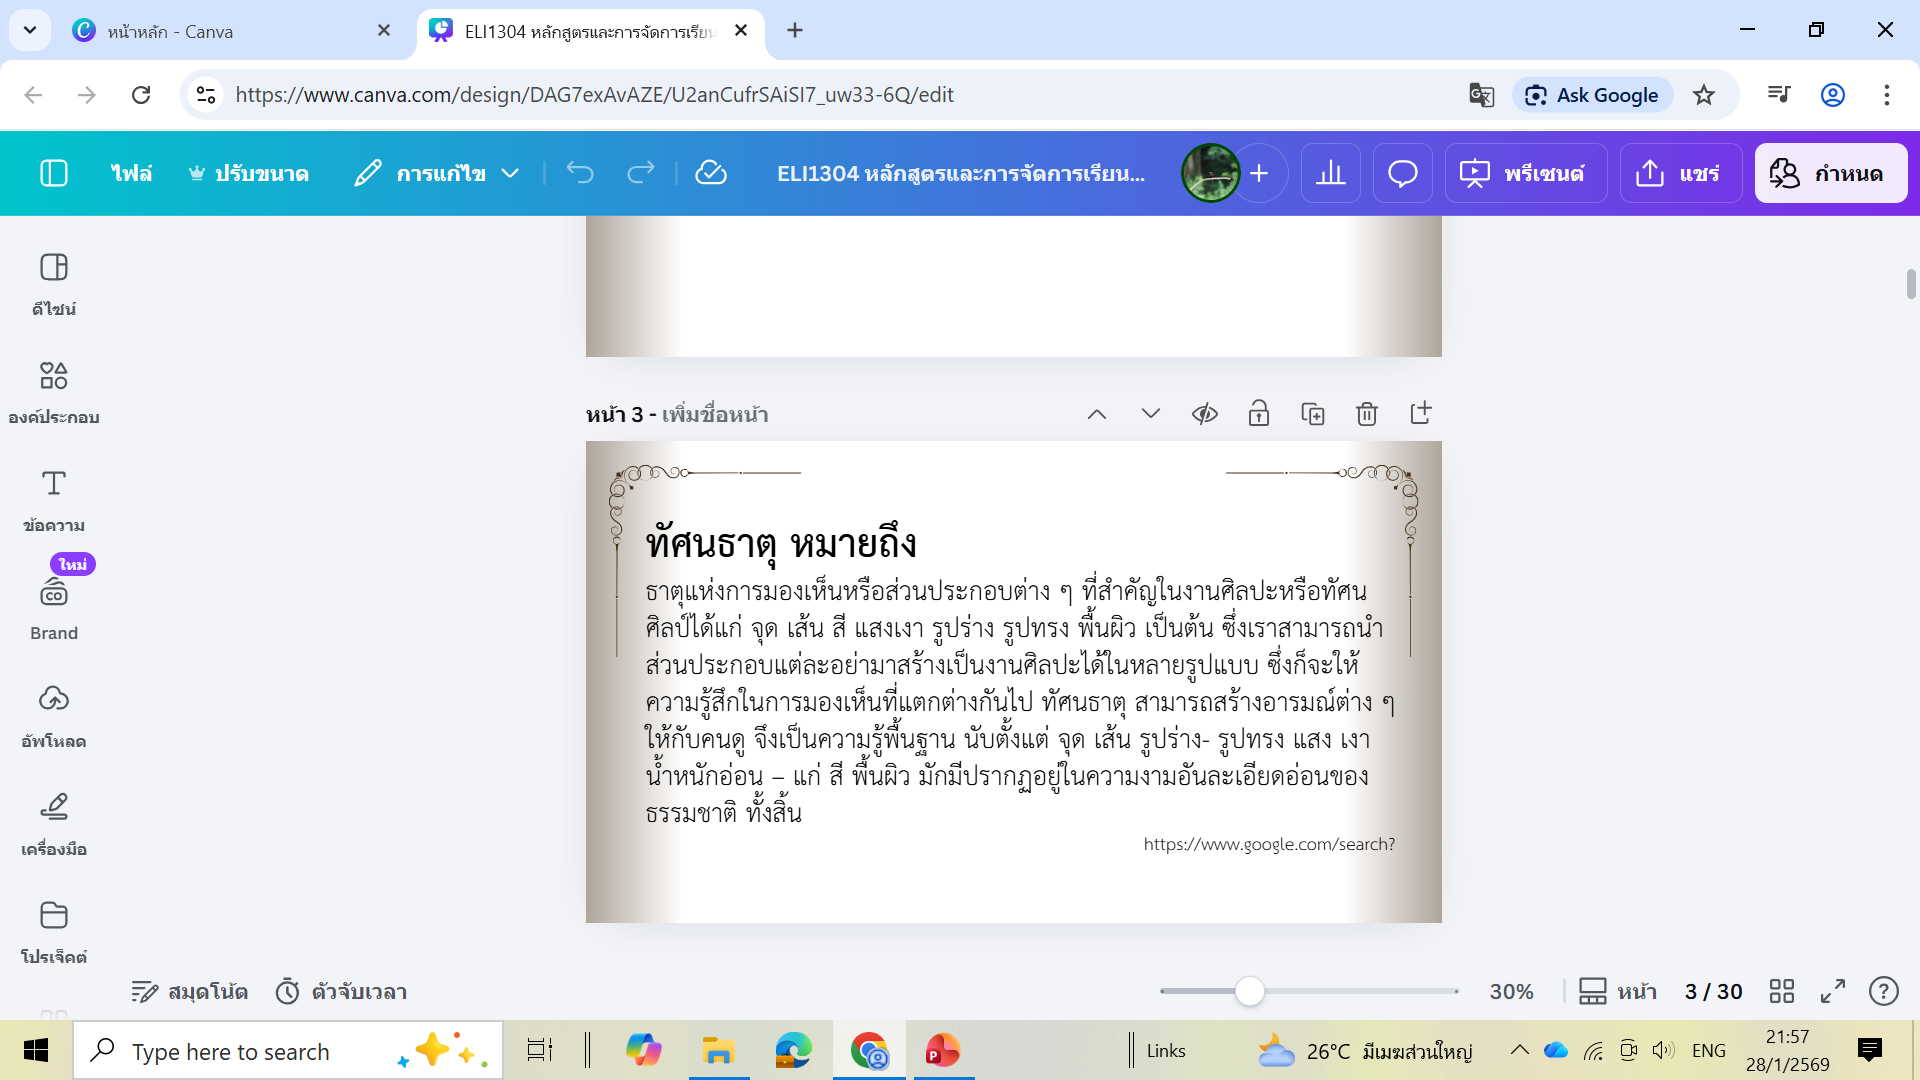 หน้าหลัก - Canva
ELI1304 หลักสูตรและการจัดการเรียน
https://www.canva.com/design/DAG7exAvAZE/U2anCufrSAiSI7_uw33-6Q/edit
Ask Google
ไฟล์
ปรับขนาด
การแก้ไข
ELI1304 หลักสูตรและการจัดการเรียน...
พรีเซนต์
แชร์
กำหนด
ดีไซน์
องค์ประกอบ
ข้อความ
ใหม่
Brand
อัพโหลด
เครื่องมือ
โปรเจ็คต์
หน้า 3 - เพิ่มชื่อหน้า
ทัศนธาตุ หมายถึง
ธาตุแห่งการมองเห็นหรือส่วนประกอบต่าง ๆ ที่สำคัญในงานศิลปะหรือทัศน
ศิลป์ได้แก่ จุด เส้น สี แสงเงา รูปร่าง รูปทรง พื้นผิว เป็นต้น ซึ่งเราสามารถนำ
ส่วนประกอบแต่ละอย่ามาสร้างเป็นงานศิลปะได้ในหลายรูปแบบ ซึ่งก็จะให้
ความรู้สึกในการมองเห็นที่แตกต่างกันไป ทัศนธาตุ สามารถสร้างอารมณ์ต่าง ๆ
ให้กับคนดู จึงเป็นความรู้พื้นฐาน นับตั้งแต่ จุด เส้น รูปร่าง- รูปทรง แสง เงา
น้ำหนักอ่อน – แก่ สี พื้นผิว มักมีปรากฏอยู่ในความงามอันละเอียดอ่อนของ
ธรรมชาติ ทั้งสิ้น
https://www.google.com/search?
สมุดโน้ต
ตัวจับเวลา
30%
หน้า
3 / 30
Type here to search
Links
26°C มีเมฆส่วนใหญ่
ENG
21:57
28/1/2569